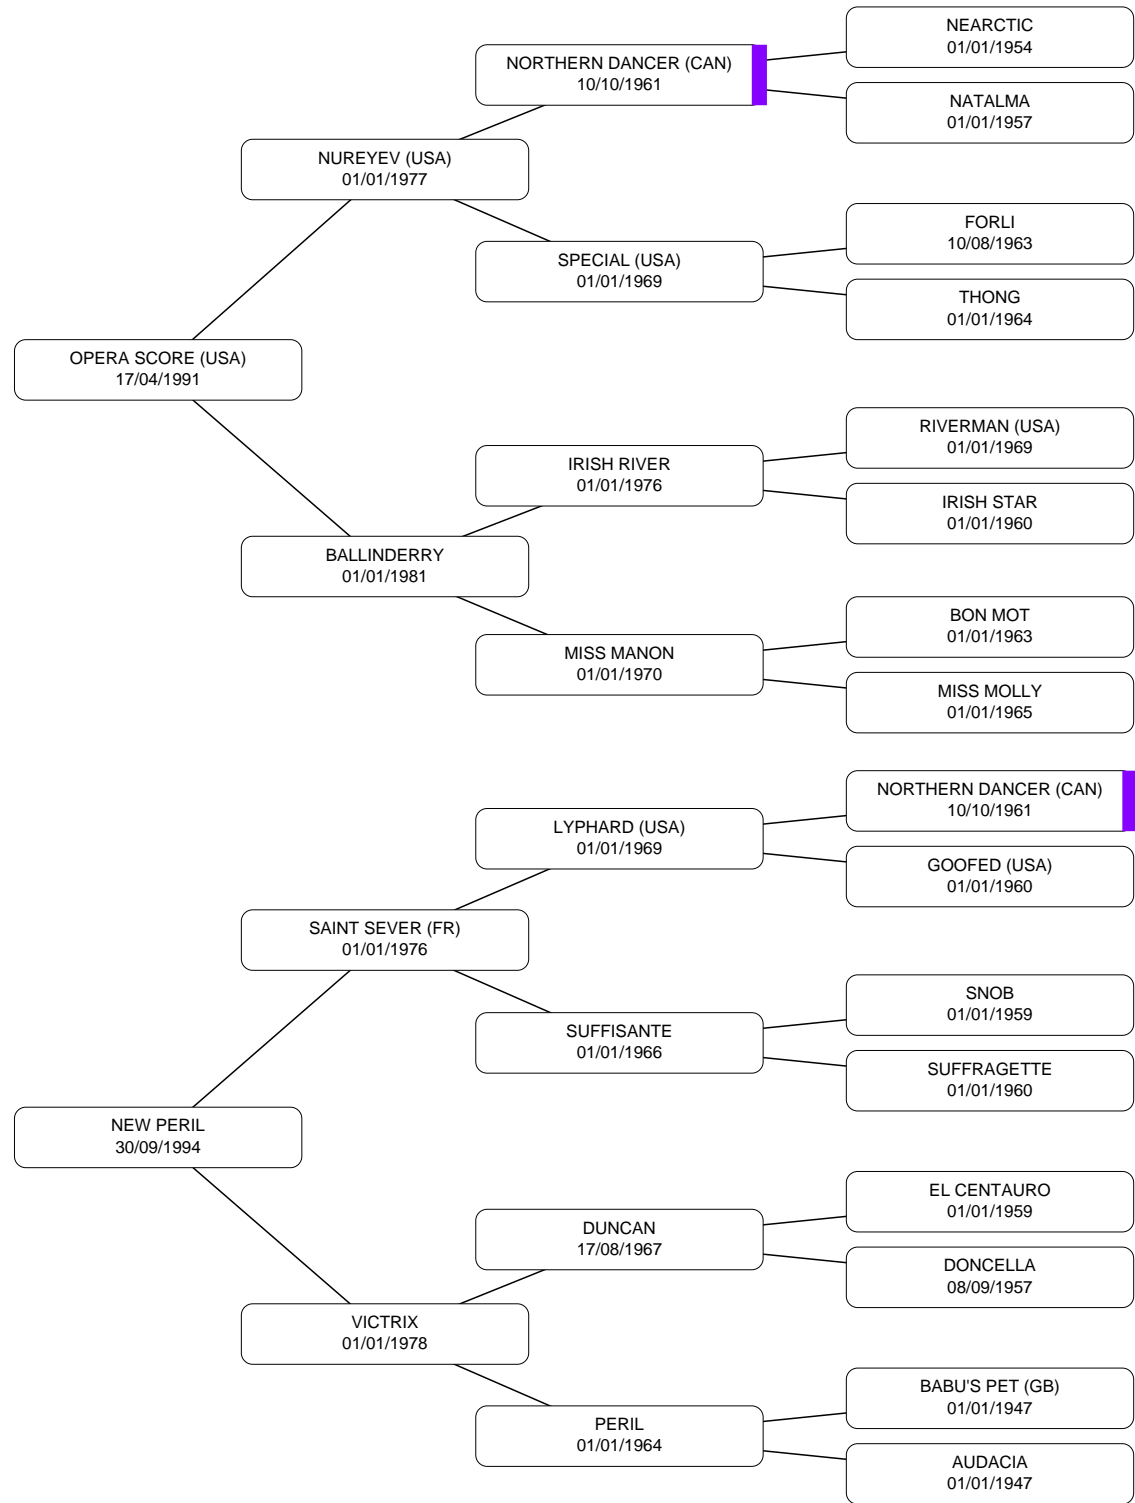 NEARCTIC
01/01/1954
NORTHERN DANCER (CAN)
10/10/1961
NATALMA
01/01/1957
NUREYEV (USA)
01/01/1977
FORLI
10/08/1963
SPECIAL (USA)
01/01/1969
THONG
01/01/1964
OPERA SCORE (USA)
17/04/1991
RIVERMAN (USA)
01/01/1969
IRISH RIVER
01/01/1976
IRISH STAR
01/01/1960
BALLINDERRY
01/01/1981
BON MOT
01/01/1963
MISS MANON
01/01/1970
MISS MOLLY
01/01/1965
NORTHERN DANCER (CAN)
10/10/1961
LYPHARD (USA)
01/01/1969
GOOFED (USA)
01/01/1960
SAINT SEVER (FR)
01/01/1976
SNOB
01/01/1959
SUFFISANTE
01/01/1966
SUFFRAGETTE
01/01/1960
NEW PERIL
30/09/1994
EL CENTAURO
01/01/1959
DUNCAN
17/08/1967
DONCELLA
08/09/1957
VICTRIX
01/01/1978
BABU'S PET (GB)
01/01/1947
PERIL
01/01/1964
AUDACIA
01/01/1947